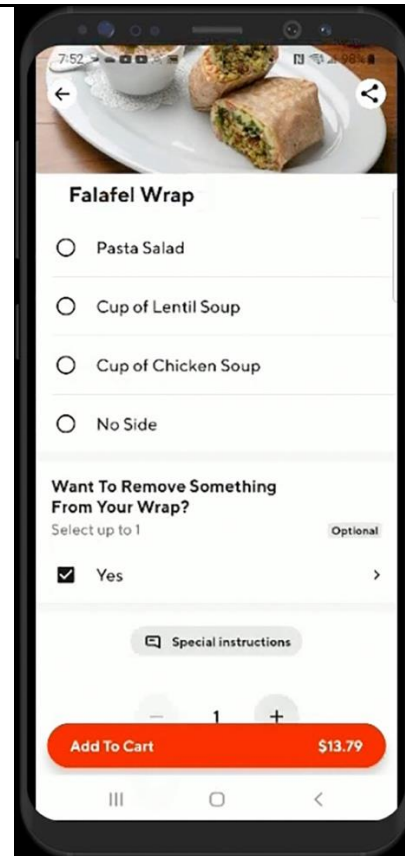 7:52
98%
Falafel Wrap
Pasta Salad
Cup of Lentil Soup
Cup of Chicken Soup
No Side
Want To Remove Something
From Your Wrap?
Select up to 1 Optional
Yes
Special instructions
1
Add To Cart $13.79